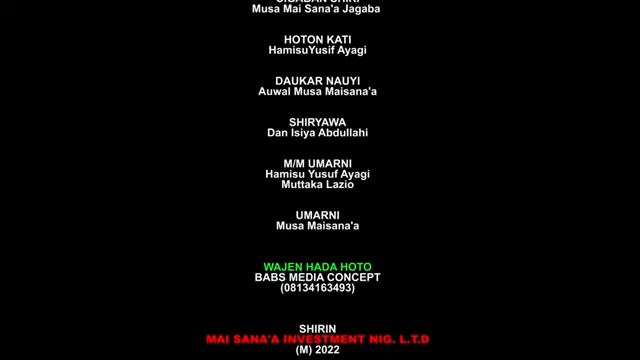 Musa Mai Sana'a Jagaba
HOTON KATI
HamisuYusif Ayagi
DAUKAR NAUYI
Auwal Musa Maisana'a
SHIRYAWA
Dan Isiya Abdullahi
M/M UMARNI
Hamisu Yusuf Ayagi
Muttaka Lazio
UMARNI
Musa Maisana'a
WAJEN HADA HOTO
BABS MEDIA CONCEPT
(08134163493)
SHIRIN
MAI SANA'A INVESTMENT NIG. L.T.D
(M) 2022